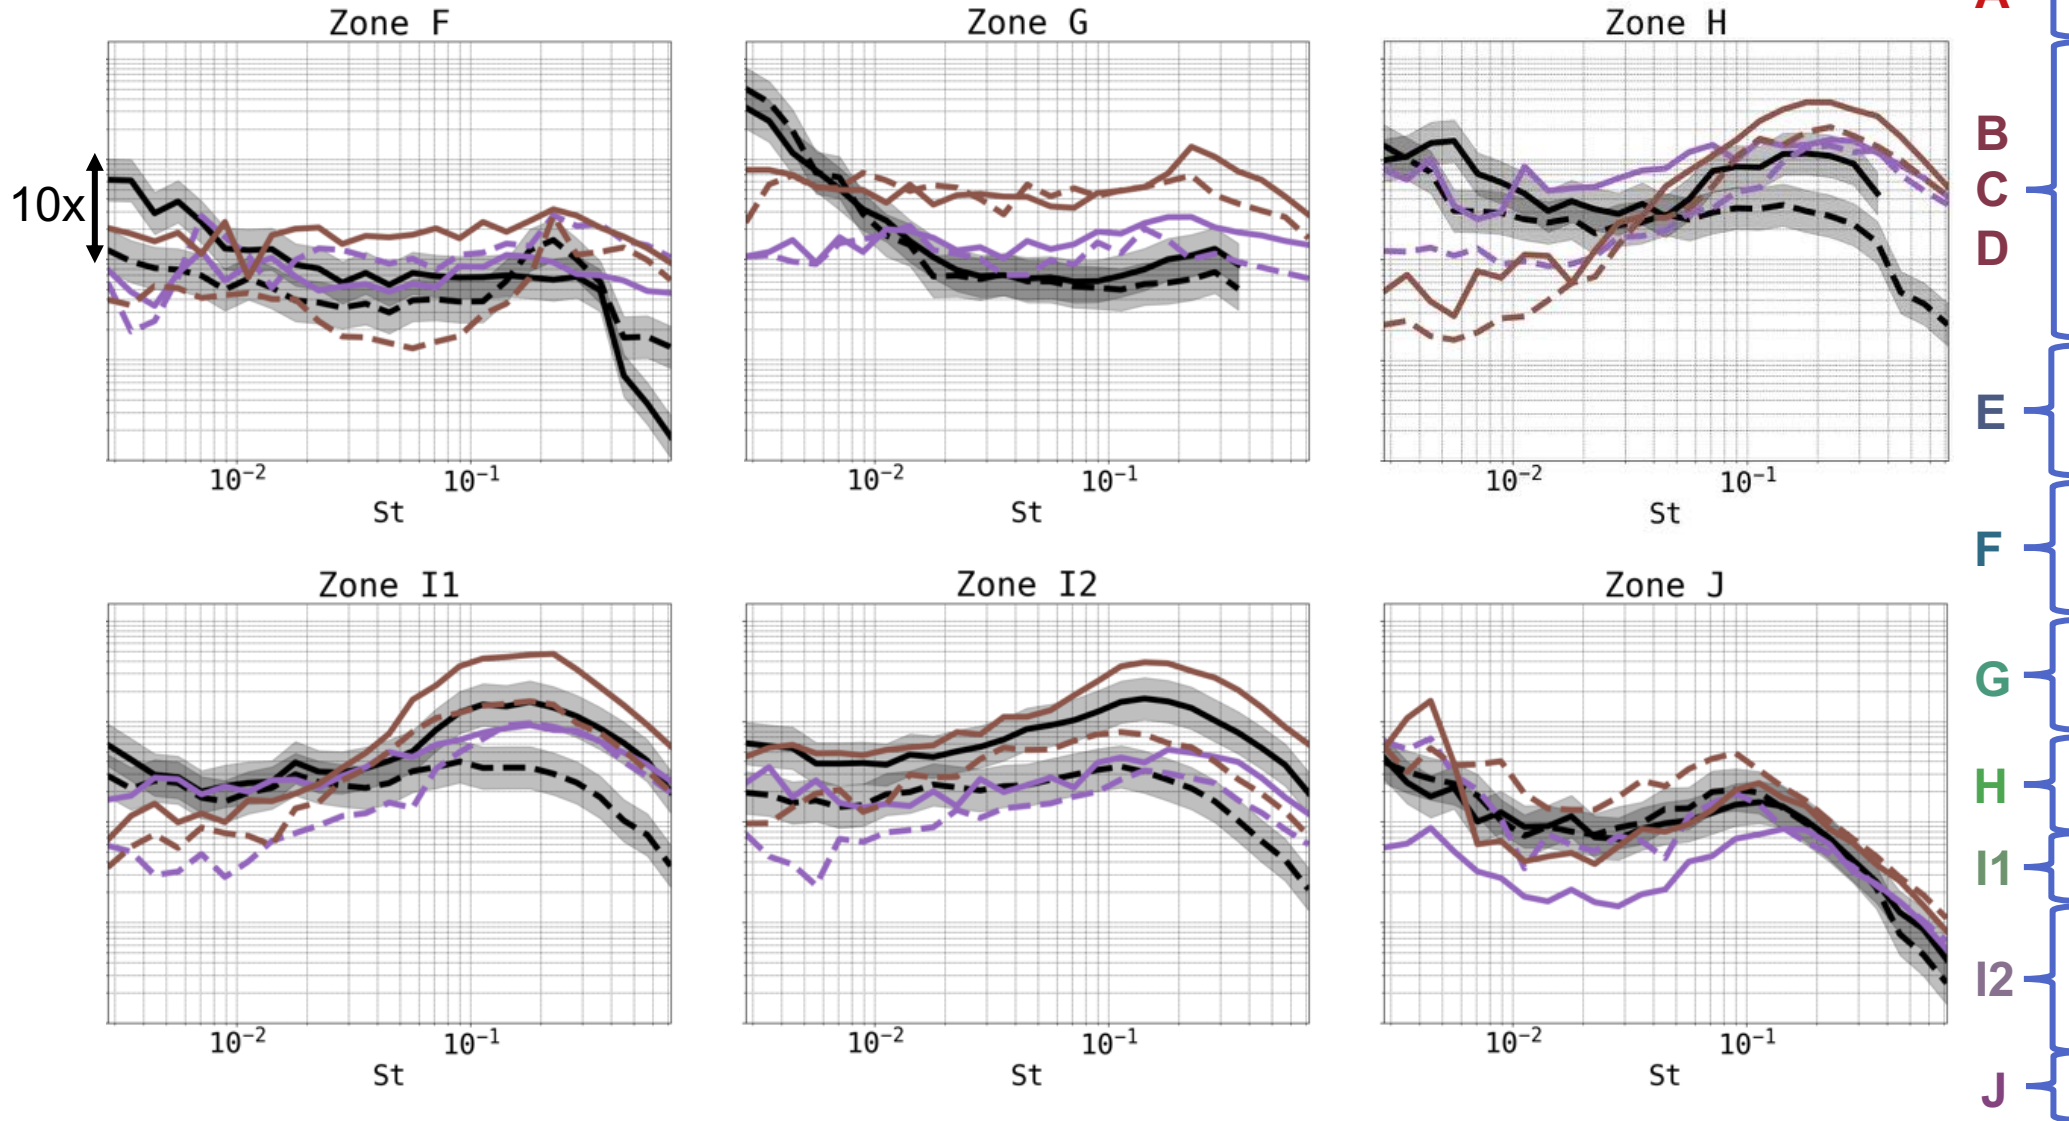 Zone F
Zone G
Zone H
A
10x
B
C
D
10⁻² 10⁻¹
St
10⁻² 10⁻¹
St
10⁻² 10⁻¹
St
E
F
Zone I1
Zone I2
Zone J
G
H
I1
I2
10⁻² 10⁻¹
St
10⁻² 10⁻¹
St
10⁻² 10⁻¹
St
J